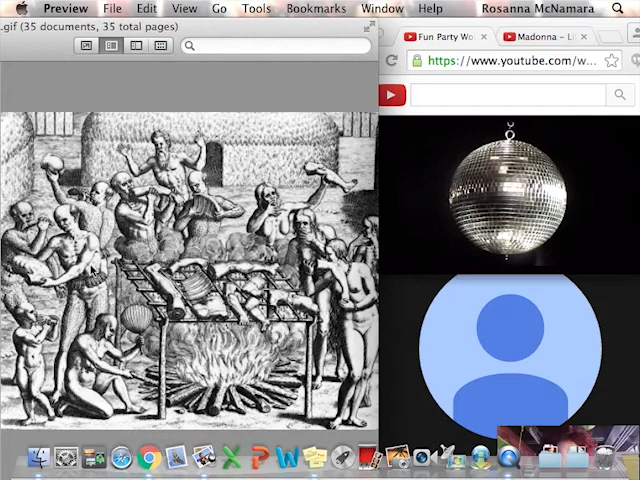 Preview File Edit View Go Tools Bookmarks Window Help Rosanna McNamara
.gif (35 documents, 35 total pages)
Fun Party Wo
Madonna – Li
https://www.youtube.com/w...